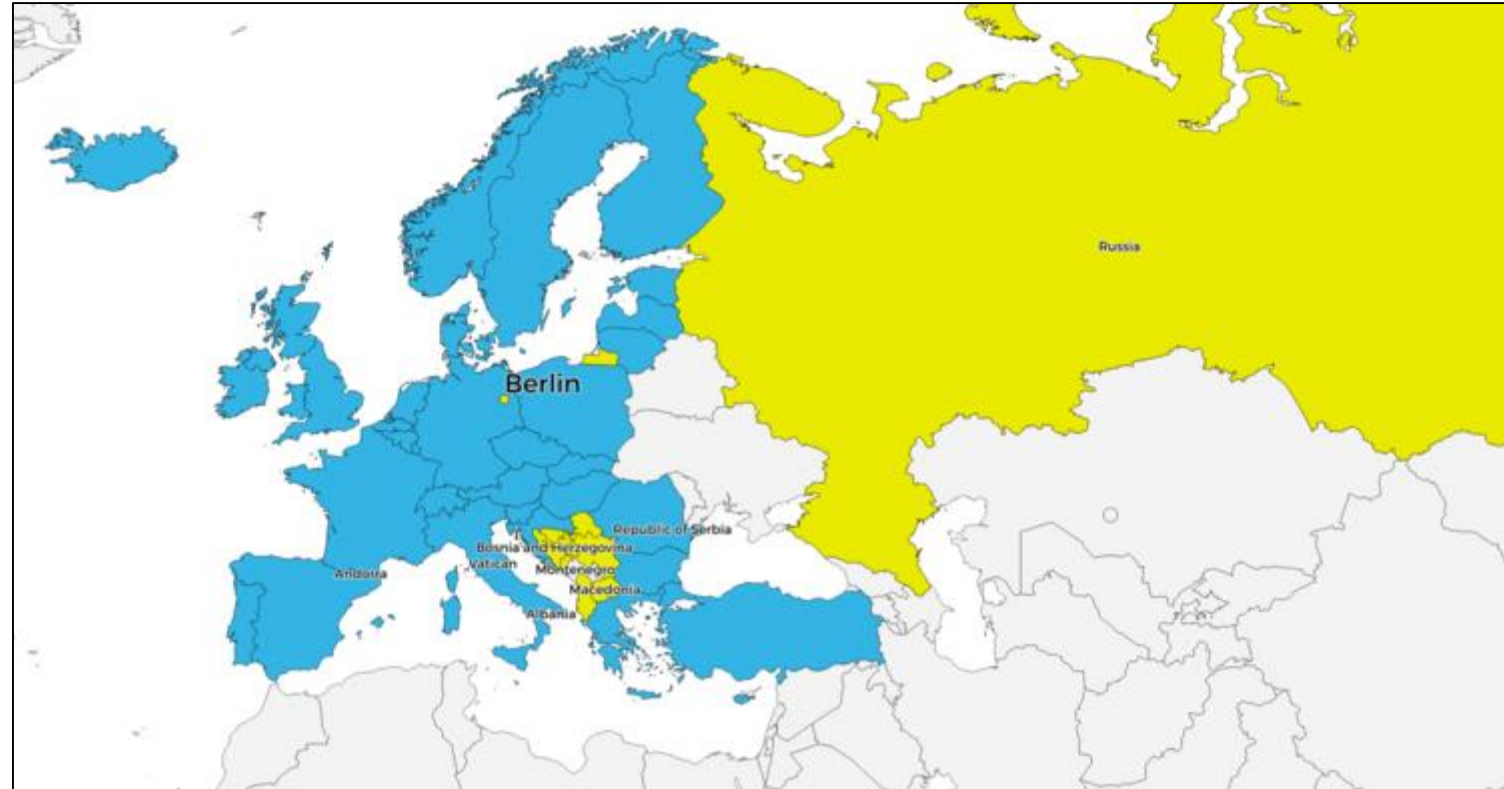 Russia
Berlin
Republic of Serbia
Bosnia and Herzegovina
Vatican
Montenegro
Andorra
Macedonia
Albania